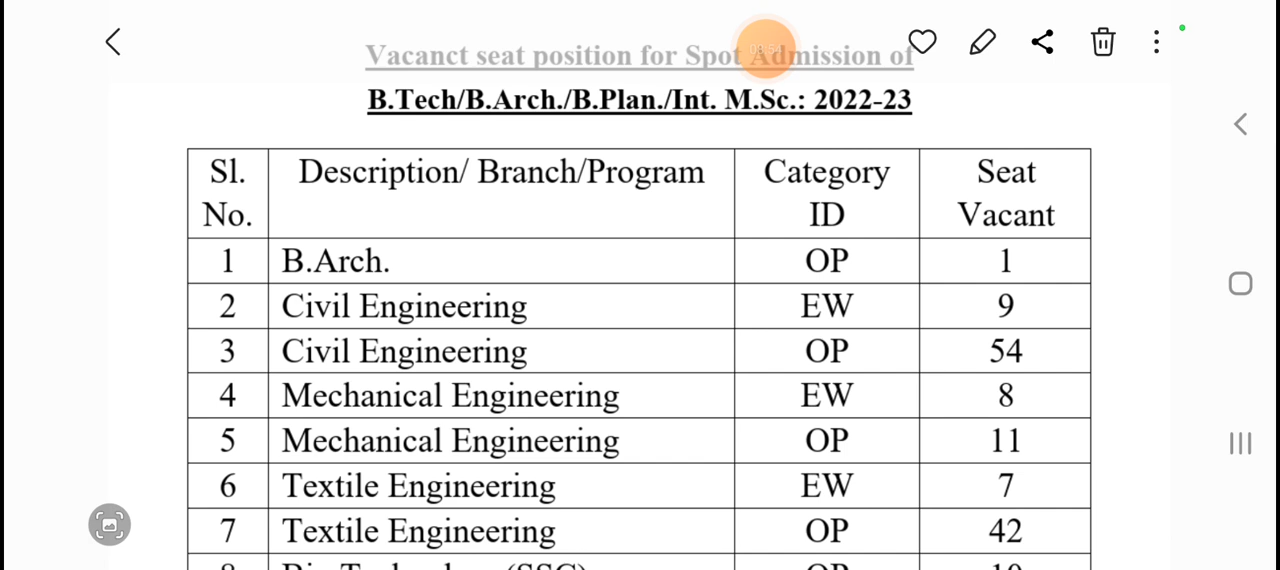 Vacanct seat position for Spot Admission of
B.Tech/B.Arch./B.Plan./Int. M.Sc.: 2022-23
Sl. No. Description/ Branch/Program Category ID Seat Vacant
1 B.Arch. OP 1
2 Civil Engineering EW 9
3 Civil Engineering OP 54
4 Mechanical Engineering EW 8
5 Mechanical Engineering OP 11
6 Textile Engineering EW 7
7 Textile Engineering OP 42